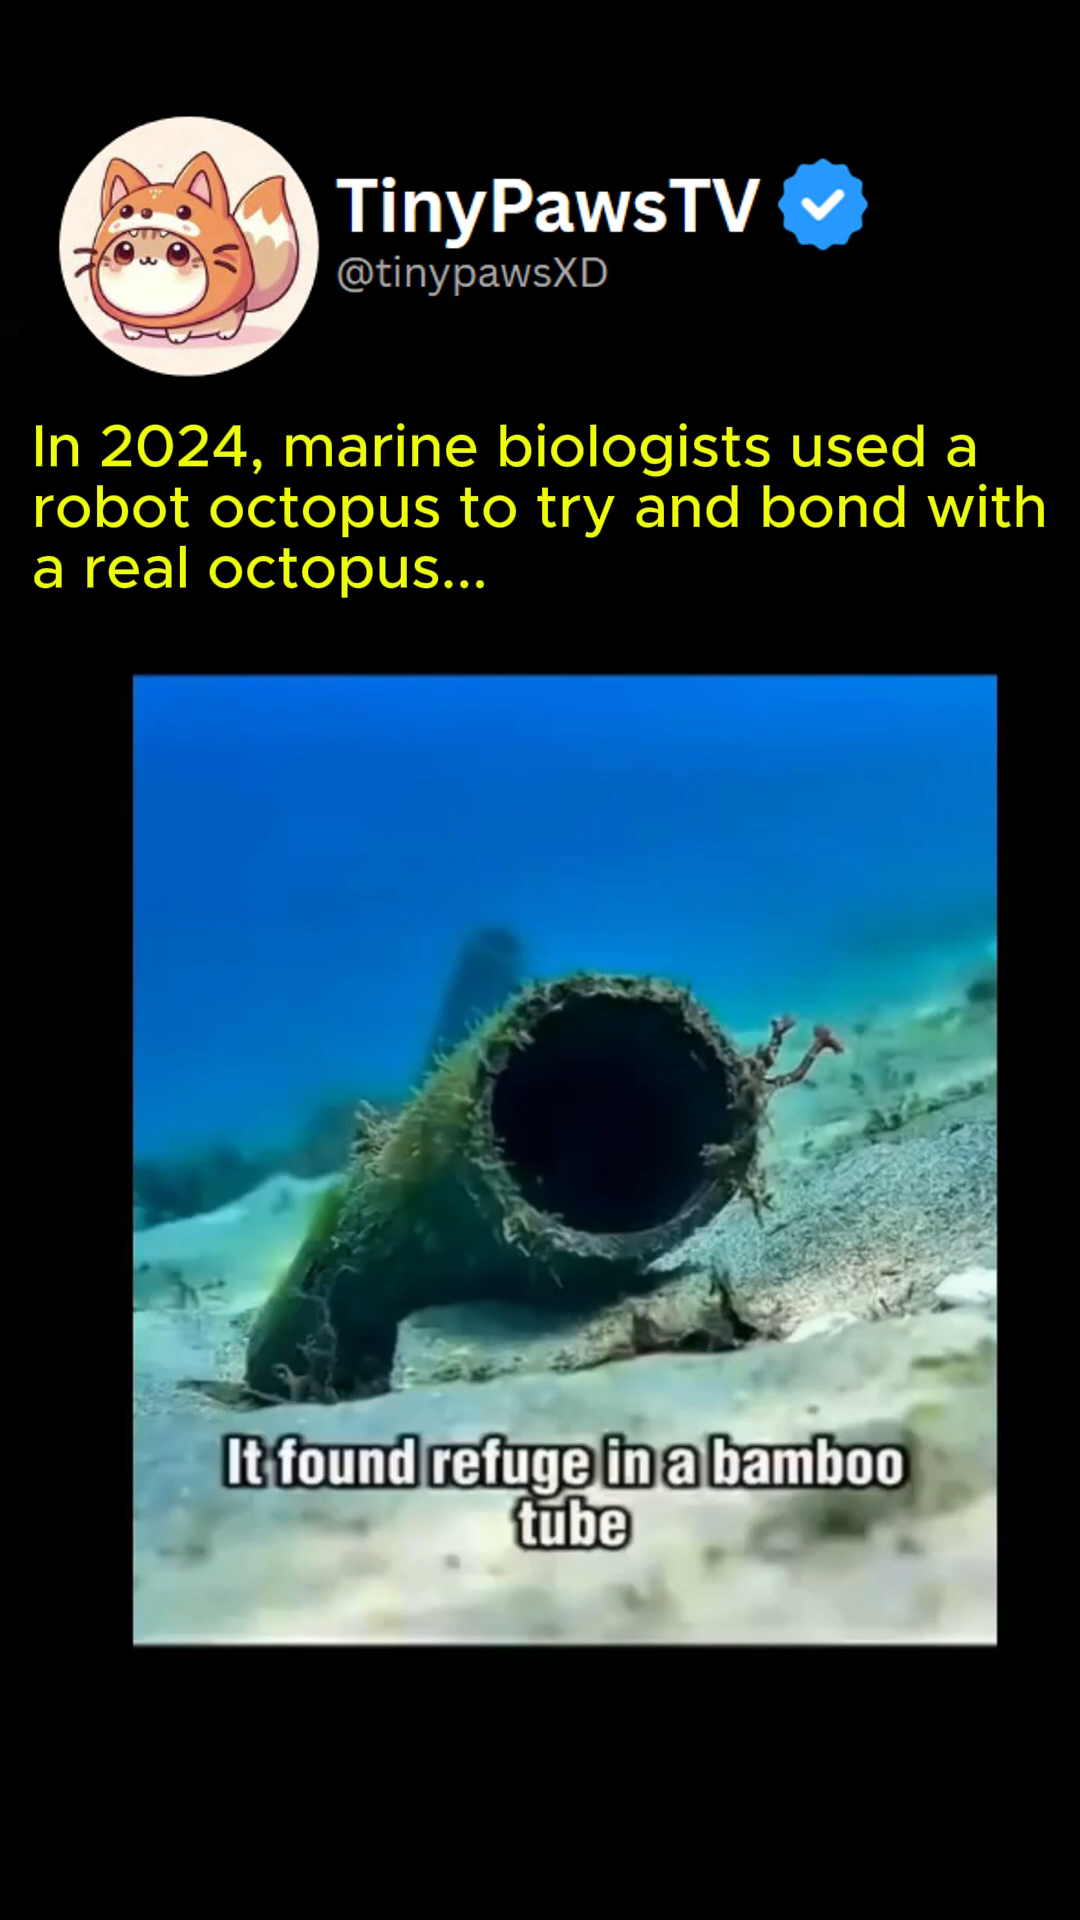 TinyPawsTV
@tinypawsXD
In 2024, marine biologists used a
robot octopus to try and bond with
a real octopus...
It found refuge in a bamboo
tube